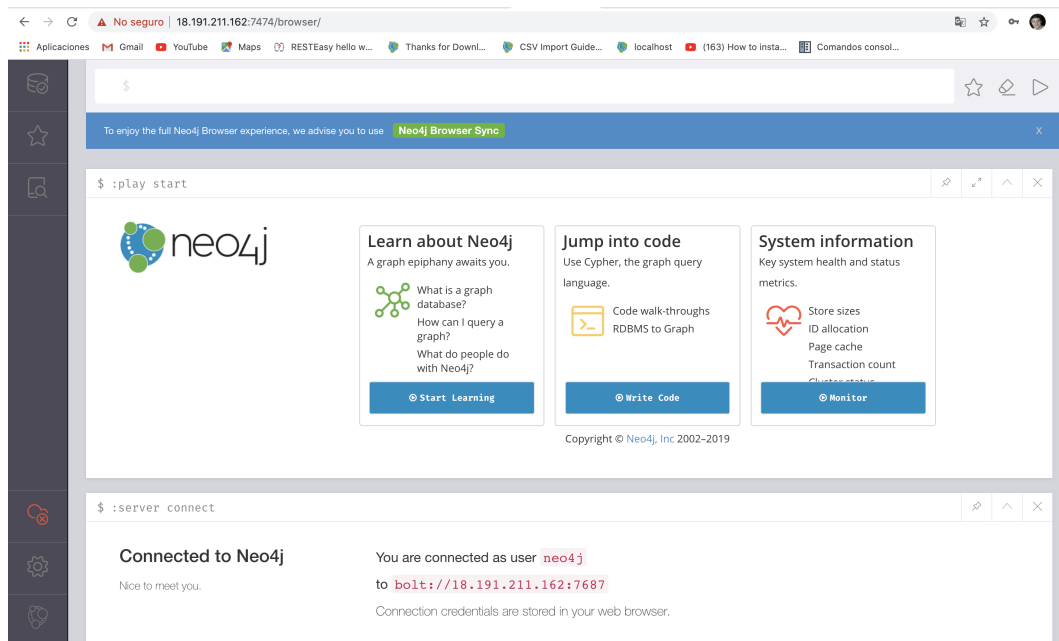 No seguro | 18.191.211.162:7474/browser/
Aplicaciones Gmail YouTube Maps RESTEasy hello w... Thanks for Downl... CSV Import Guide... localhost (163) How to insta... Comandos consol...
$
To enjoy the full Neo4j Browser experience, we advise you to use Neo4j Browser Sync x
$ :play start
neo4j
Learn about Neo4j
A graph epiphany awaits you.
What is a graph
database?
How can I query a
graph?
What do people do
with Neo4j?
Start Learning
Jump into code
Use Cypher, the graph query
language.
Code walk-throughs
RDBMS to Graph
Write Code
System information
Key system health and status
metrics.
Store sizes
ID allocation
Page cache
Transaction count
Cluster status
Monitor
Copyright © Neo4j, Inc 2002–2019
$ :server connect
Connected to Neo4j
Nice to meet you.
You are connected as user neo4j
to bolt://18.191.211.162:7687
Connection credentials are stored in your web browser.